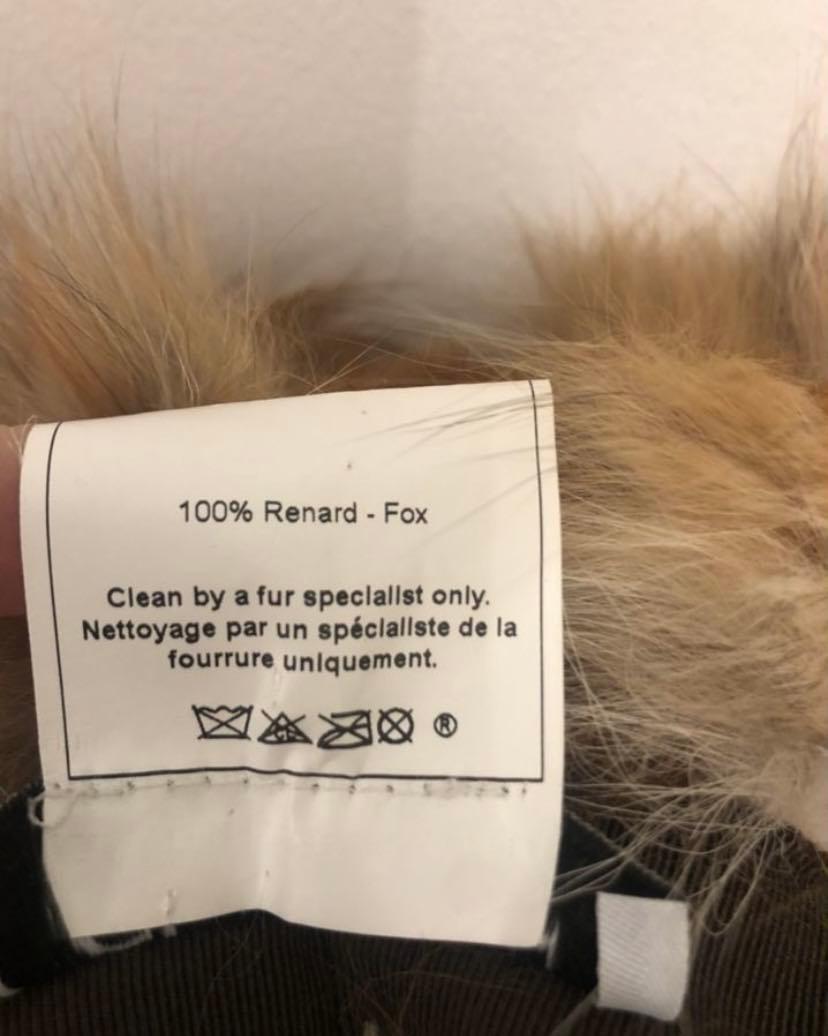 100% Renard - Fox
Clean by a fur specialist only.
Nettoyage par un spécialiste de la
fourrure uniquement.
®